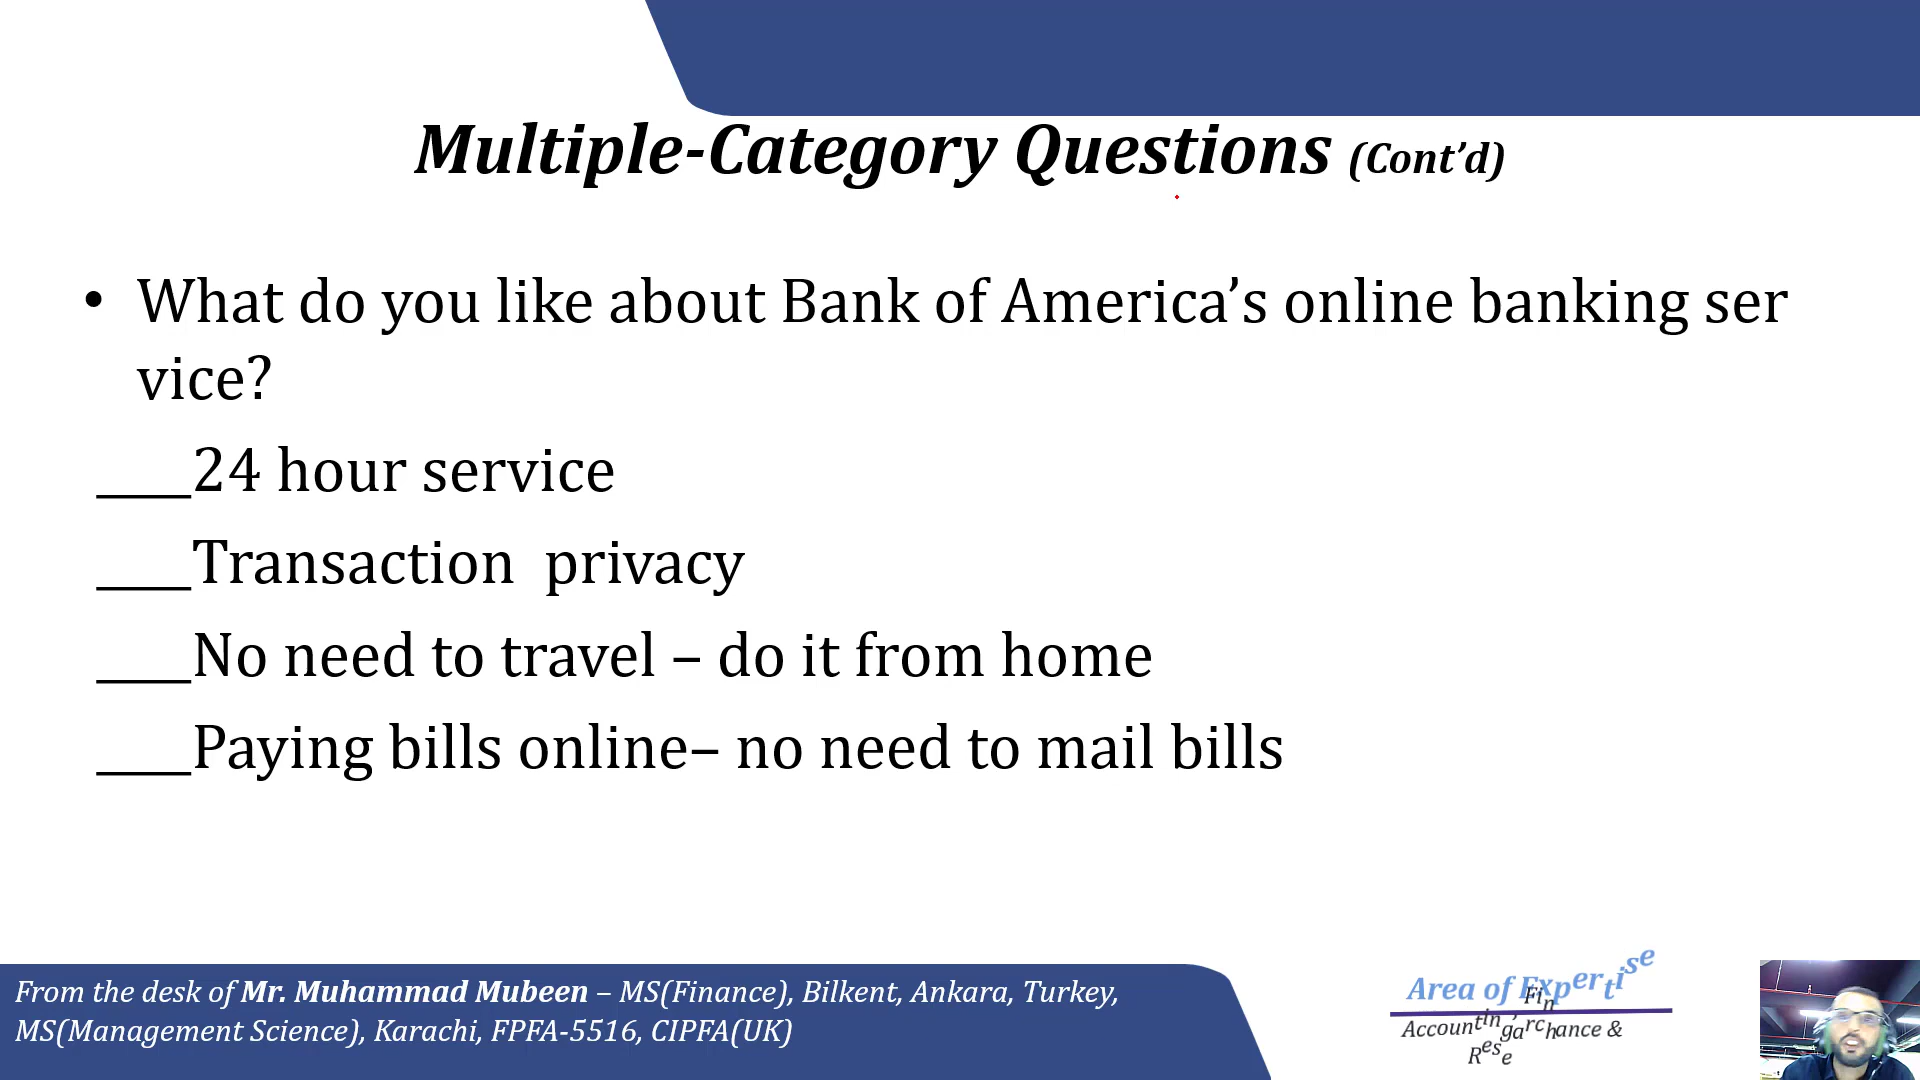 Multiple-Category Questions (Cont’d)
• What do you like about Bank of America’s online banking ser
vice?
____24 hour service
____Transaction  privacy
____No need to travel – do it from home
____Paying bills online– no need to mail bills
From the desk of Mr. Muhammad Mubeen – MS(Finance), Bilkent, Ankara, Turkey,
MS(Management Science), Karachi, FPFA-5516, CIPFA(UK)
Area of Expertise